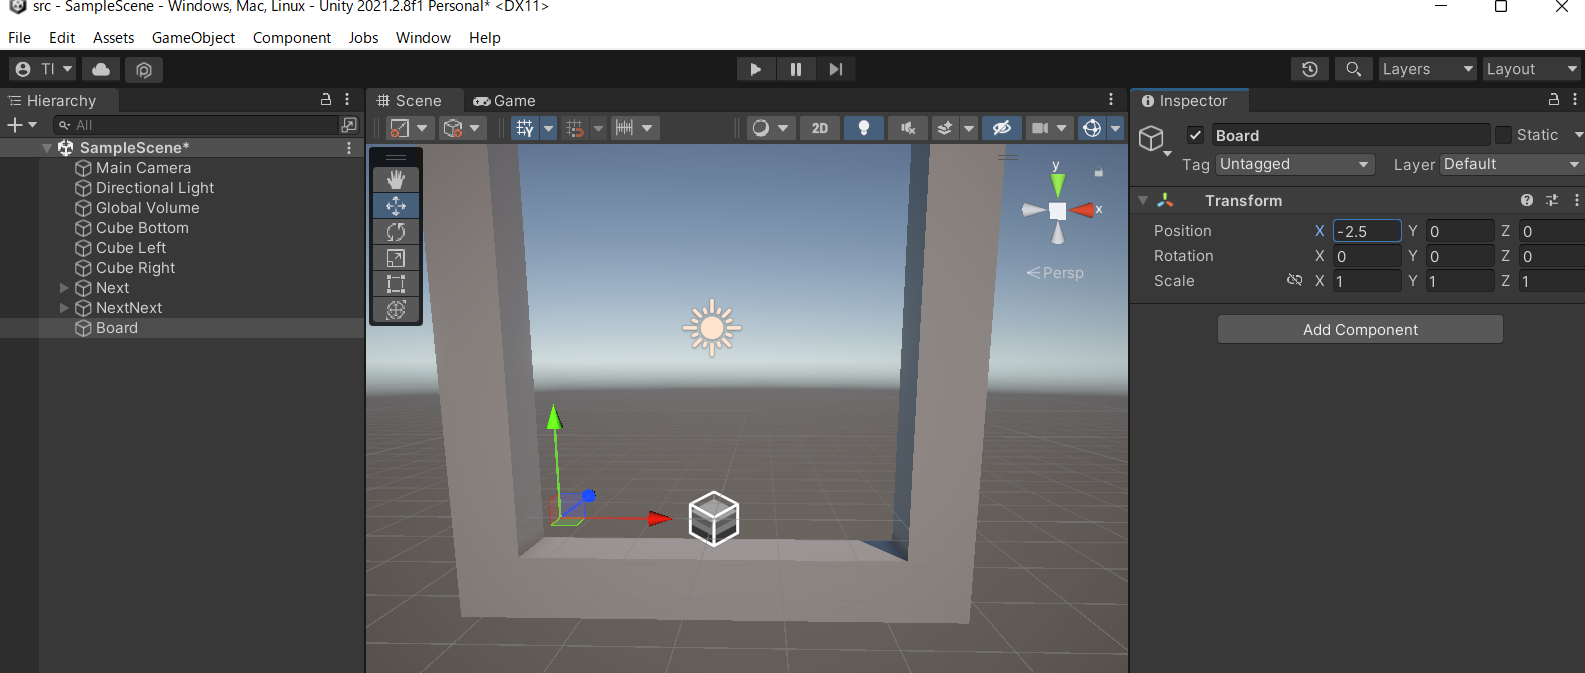 src - SampleScene - Windows, Mac, Linux - Unity 2021.2.8f1 Personal* <DX11>
File Edit Assets GameObject Component Jobs Window Help
TI Layers Layout
Hierarchy
All
SampleScene*
Main Camera
Directional Light
Global Volume
Cube Bottom
Cube Left
Cube Right
Next
NextNext
Board
Scene Game
2D
y
x
Persp
Inspector
Board Static
Tag Untagged Layer Default
Transform
Position X -2.5 Y 0 Z 0
Rotation X 0 Y 0 Z 0
Scale X 1 Y 1 Z 1
Add Component